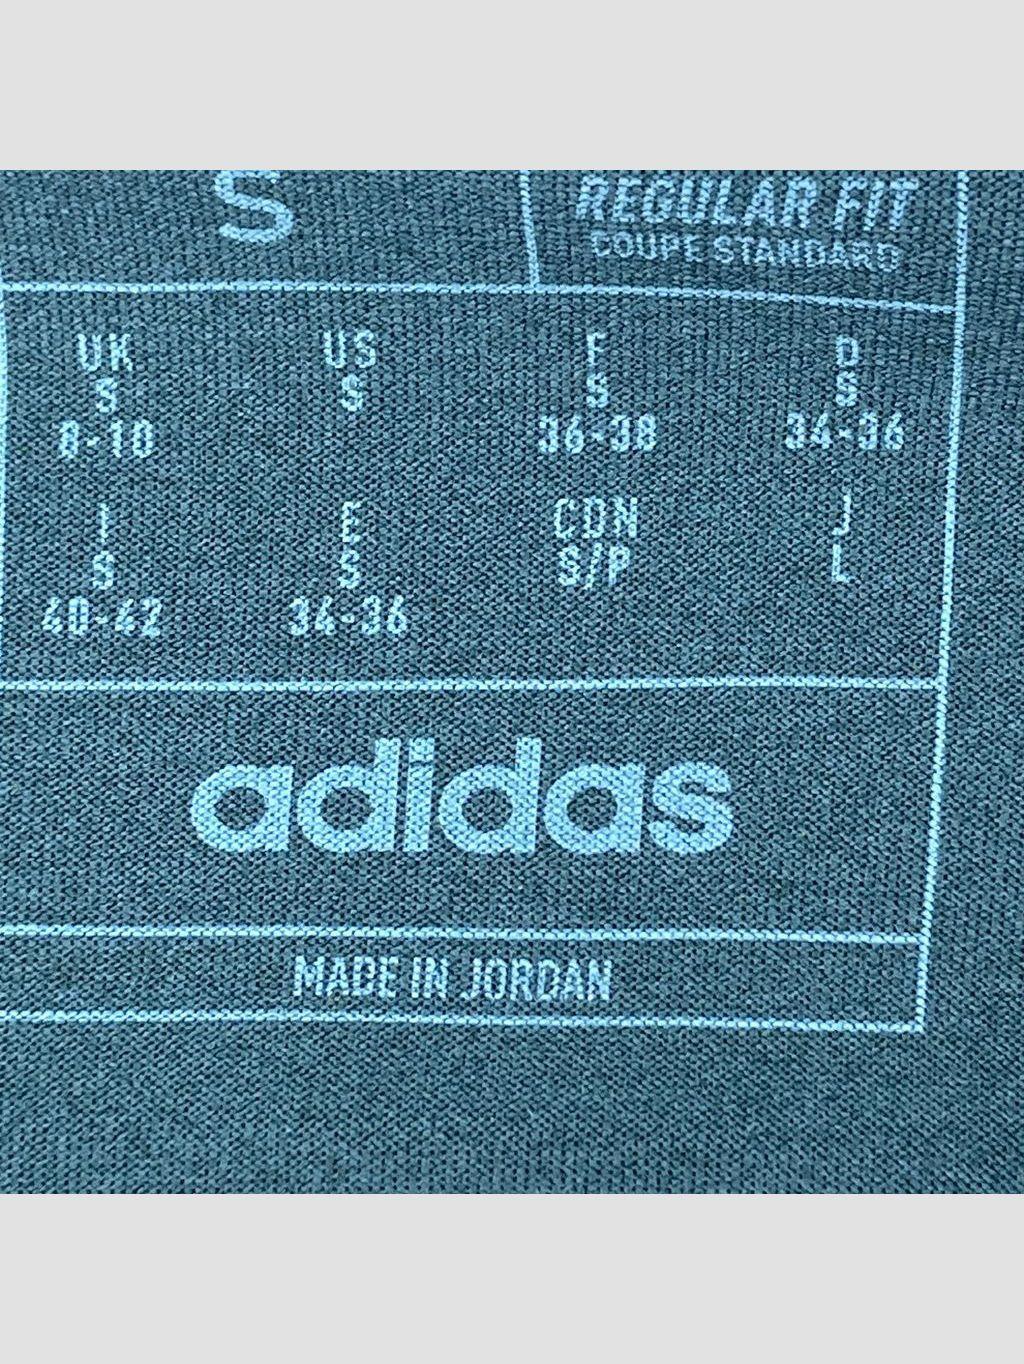 S
REGULAR FIT
COUPE STANDARD
UK US F D
S S S S
8-10 36-38 34-36
I E CDN J
S S S/P L
40-42 34-36
adidas
MADE IN JORDAN